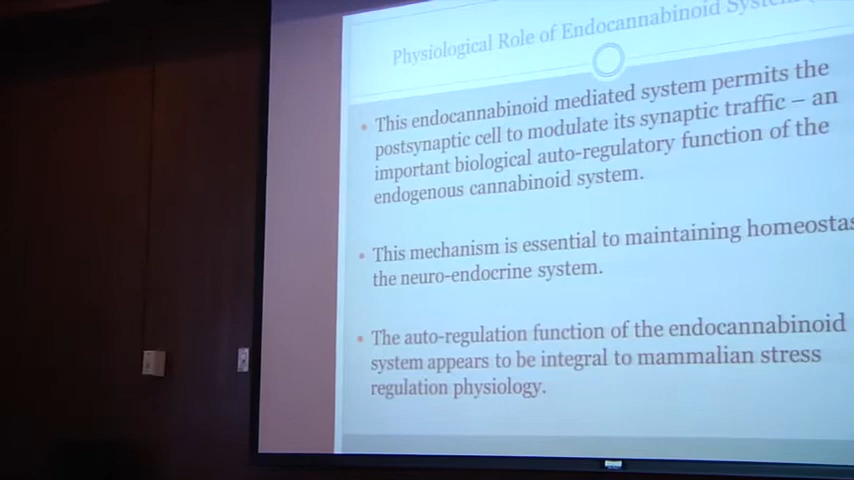 Physiological Role of Endocannabinoid System
• This endocannabinoid mediated system permits the
postsynaptic cell to modulate its synaptic traffic – an
important biological auto-regulatory function of the
endogenous cannabinoid system.
• This mechanism is essential to maintaining homeostas
the neuro-endocrine system.
• The auto-regulation function of the endocannabinoid
system appears to be integral to mammalian stress
regulation physiology.